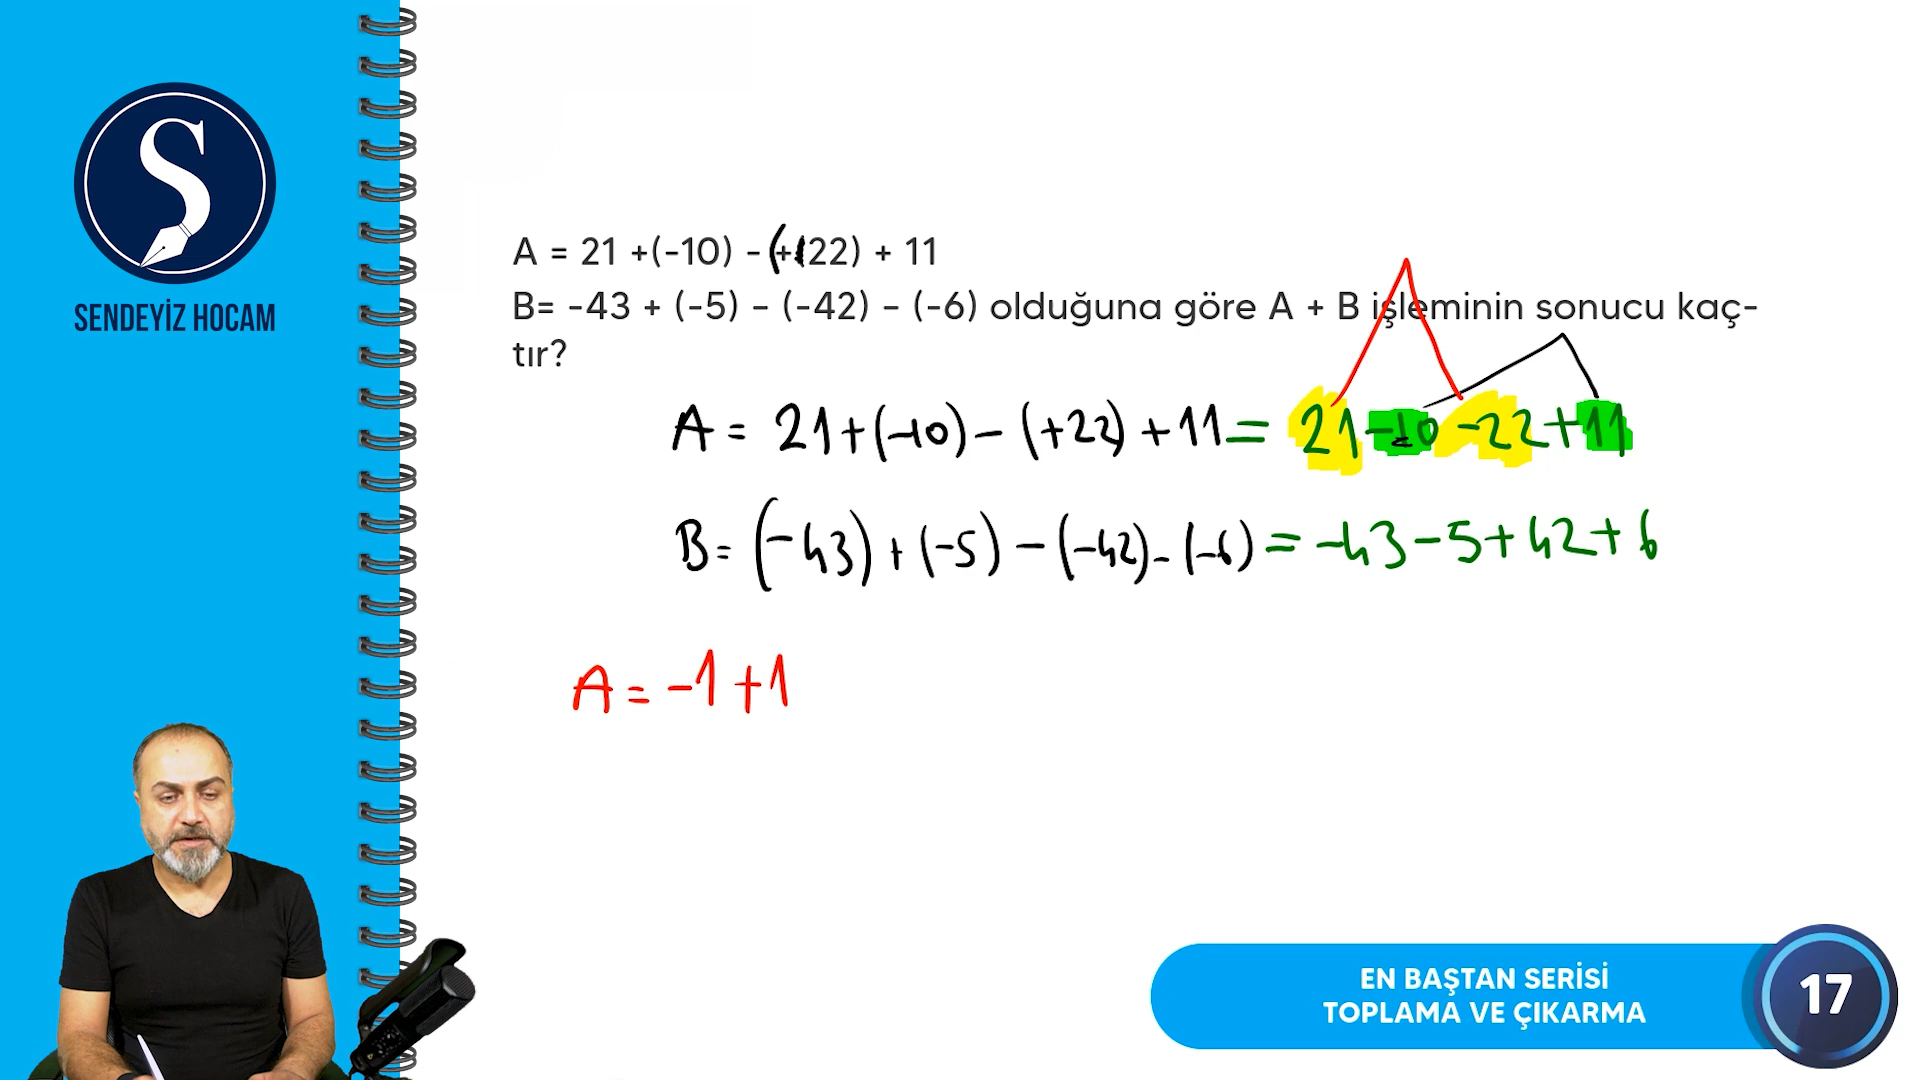 SENDEYİZ HOCAM
A = 21 +(-10) - (+22) + 11
B= -43 + (-5) - (-42) - (-6) olduğuna göre A + B işleminin sonucu kaç-
tır?
A = 21+(-10)-(+22)+11= 21-10-22+11
B= (-43)+(-5)-(-42)-(-6)= -43-5+42+6
A = -1+1
EN BAŞTAN SERİSİ
TOPLAMA VE ÇIKARMA
17